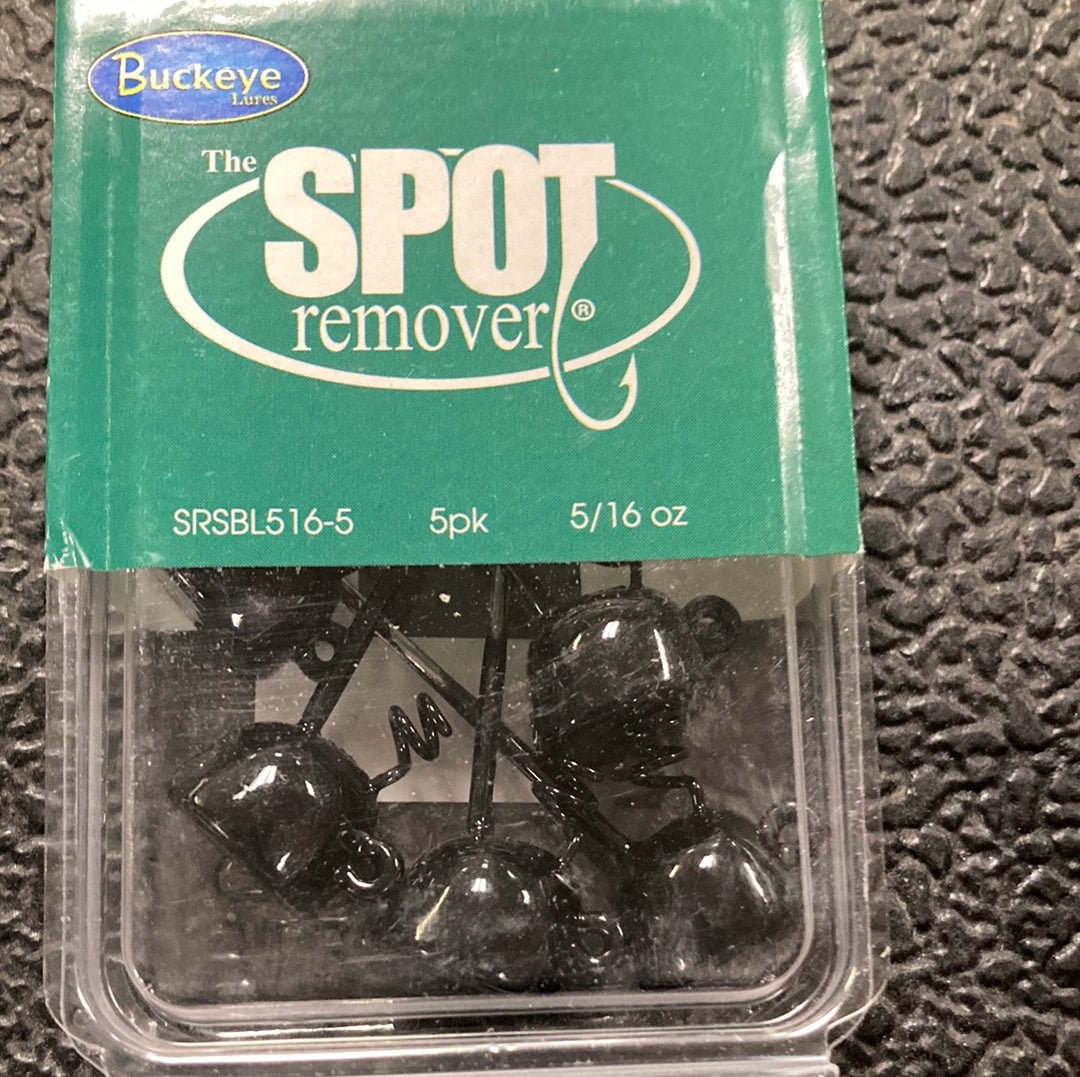 Buckeye
Lures
The SPOT
remover®
SRSBL516-5 5pk 5/16 oz